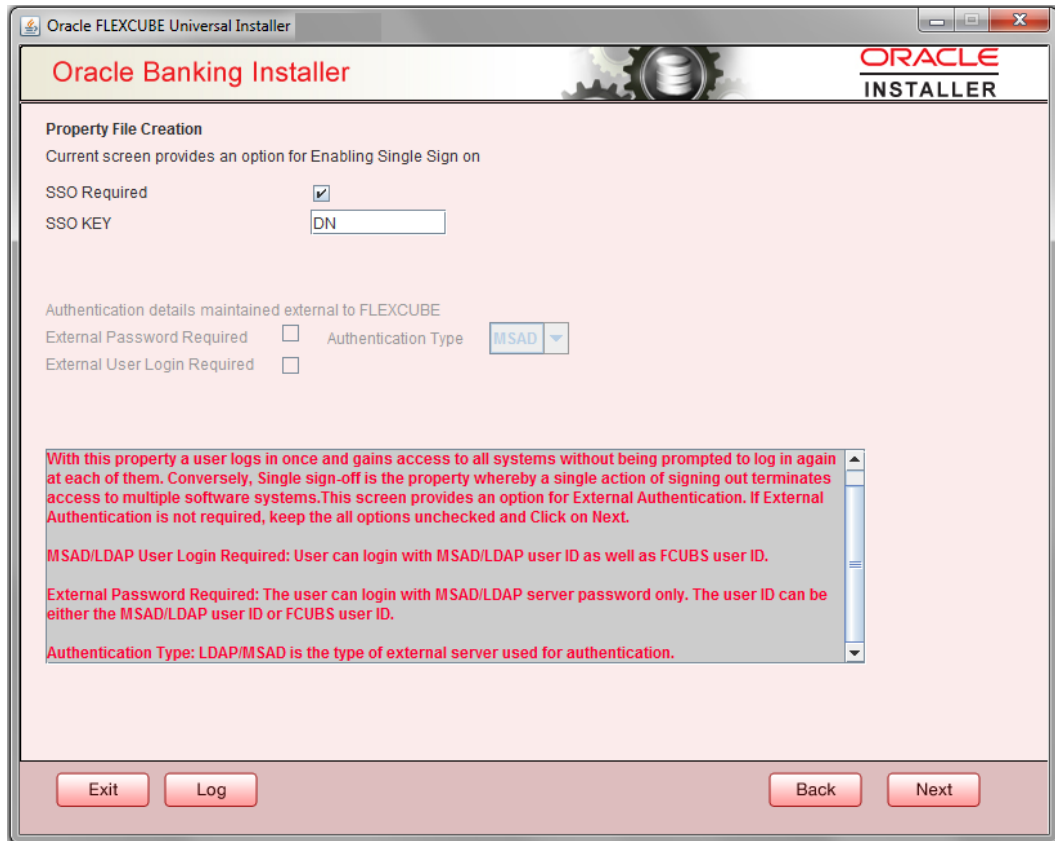 Oracle FLEXCUBE Universal Installer
Oracle Banking Installer
ORACLE
INSTALLER
Property File Creation
Current screen provides an option for Enabling Single Sign on
SSO Required
SSO KEY
DN
Authentication details maintained external to FLEXCUBE
External Password Required Authentication Type MSAD
External User Login Required
With this property a user logs in once and gains access to all systems without being prompted to log in again
at each of them. Conversely, Single sign-off is the property whereby a single action of signing out terminates
access to multiple software systems.This screen provides an option for External Authentication. If External
Authentication is not required, keep the all options unchecked and Click on Next.
MSAD/LDAP User Login Required: User can login with MSAD/LDAP user ID as well as FCUBS user ID.
External Password Required: The user can login with MSAD/LDAP server password only. The user ID can be
either the MSAD/LDAP user ID or FCUBS user ID.
Authentication Type: LDAP/MSAD is the type of external server used for authentication.
Exit Log Back Next